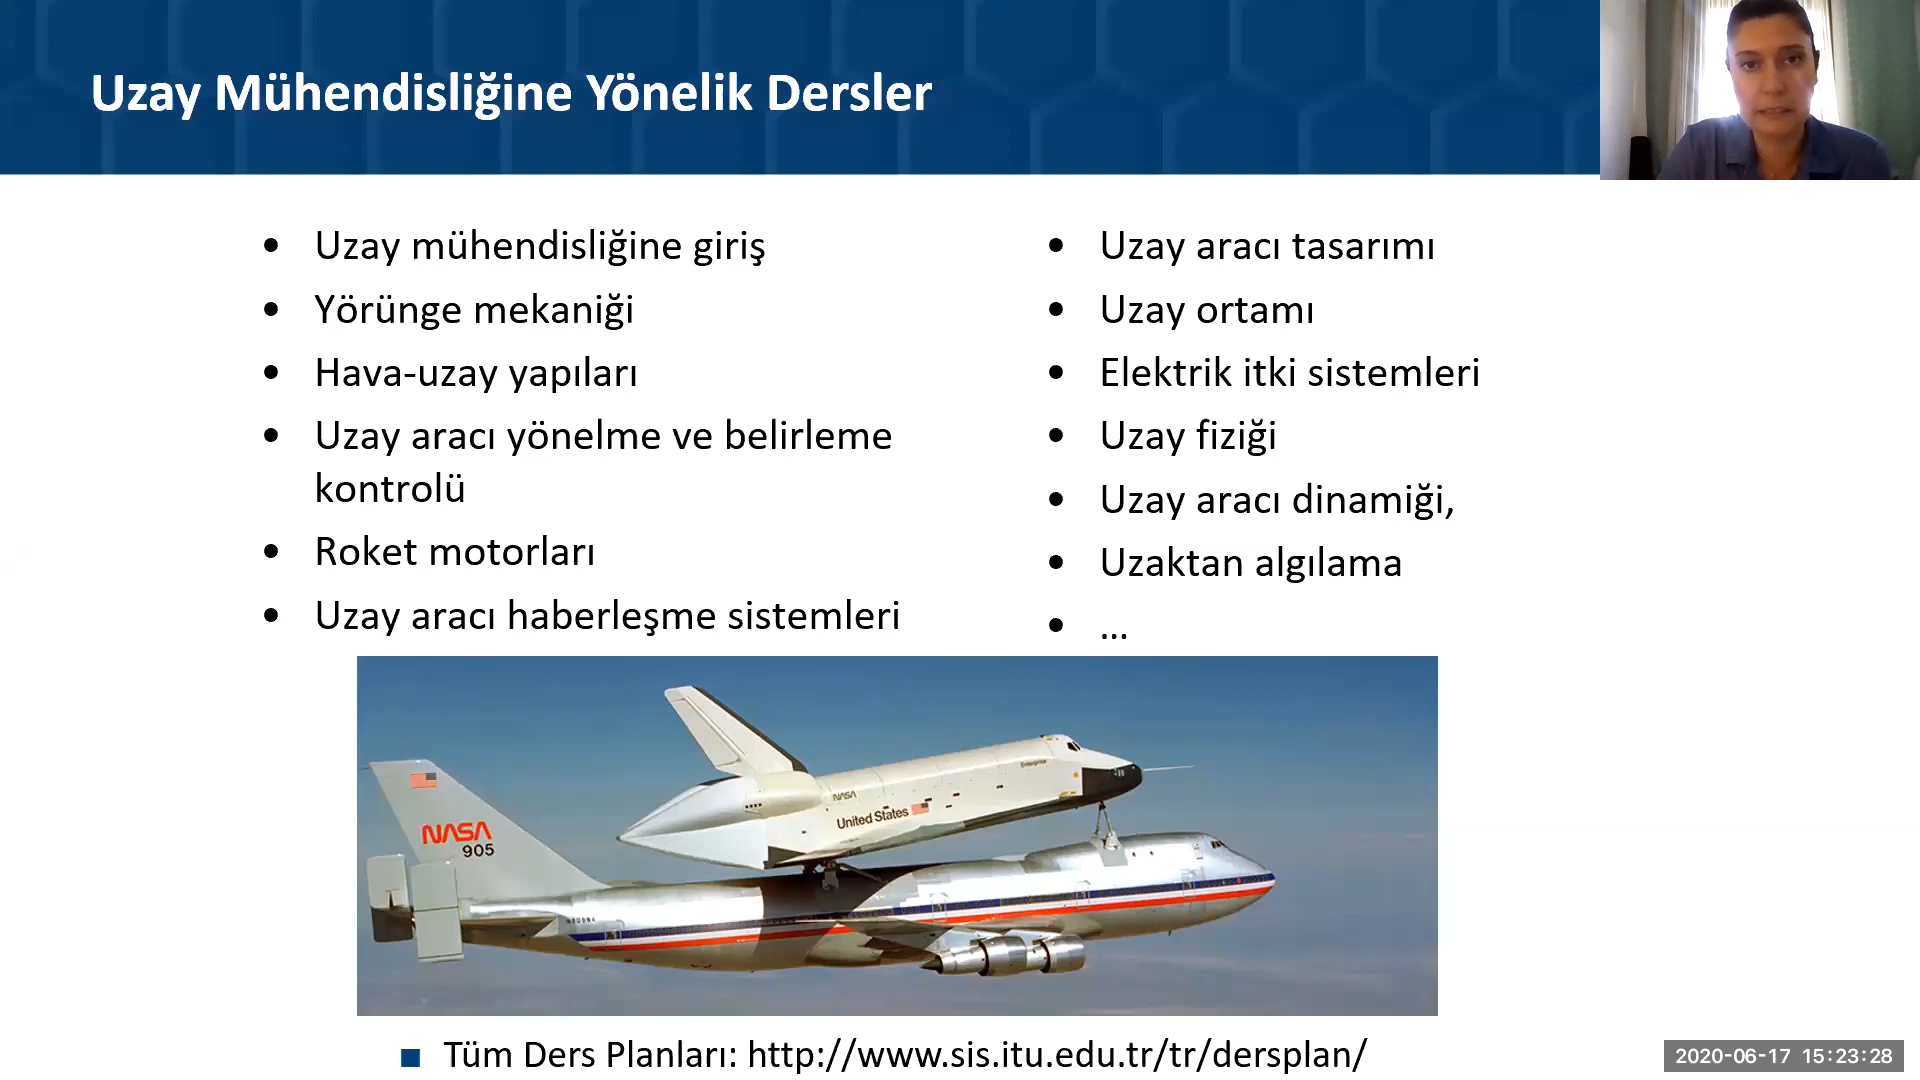 Uzay Mühendisliğine Yönelik Dersler
• Uzay mühendisliğine giriş
• Yörünge mekaniği
• Hava-uzay yapıları
• Uzay aracı yönelme ve belirleme
kontrolü
• Roket motorları
• Uzay aracı haberleşme sistemleri
• Uzay aracı tasarımı
• Uzay ortamı
• Elektrik itki sistemleri
• Uzay fiziği
• Uzay aracı dinamiği,
• Uzaktan algılama
• ...
Enterprise
NASA
United States
NASA
905
Tüm Ders Planları: http://www.sis.itu.edu.tr/tr/dersplan/
2020-06-17 15:23:28